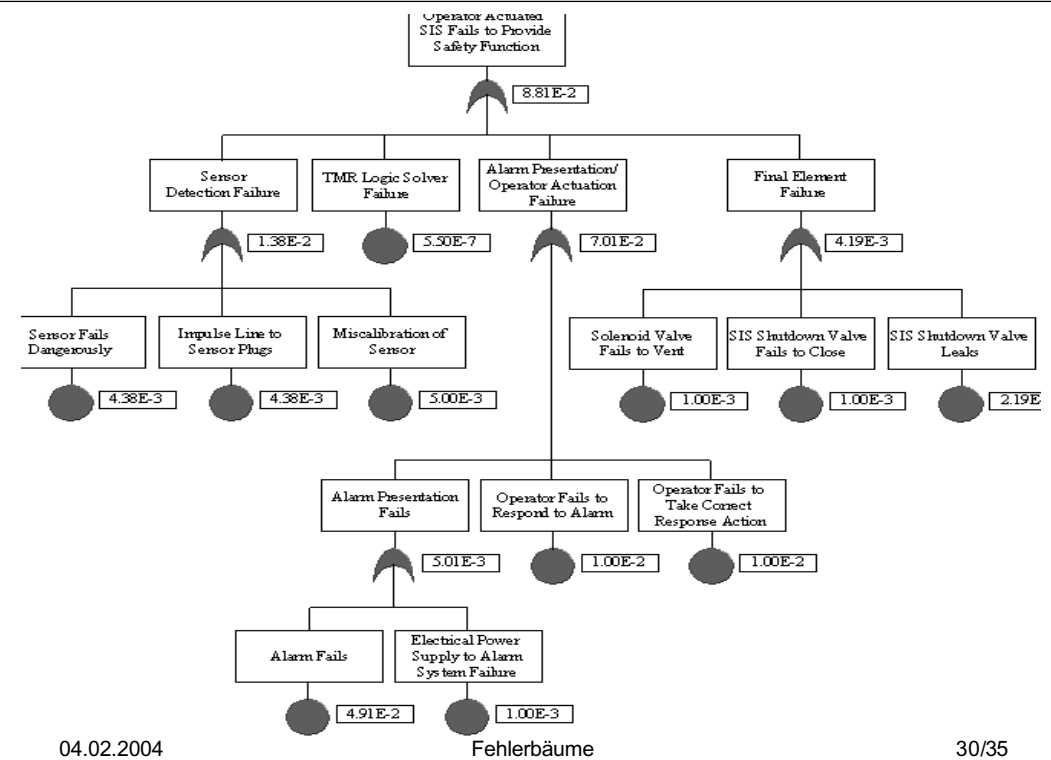 Operator Actuated
SIS Fails to Provide
Safety Function
8.81E-2
Sensor
Detection Failure
TMR Logic Solver
Failure
Alarm Presentation/
Operator Actuation
Failure
Final Element
Failure
1.38E-2
5.50E-7
7.01E-2
4.19E-3
Sensor Fails
Dangerously
Impulse Line to
Sensor Plugs
Miscalibration of
Sensor
Solenoid Valve
Fails to Vent
SIS Shutdown Valve
Fails to Close
SIS Shutdown Valve
Leaks
4.38E-3
4.38E-3
5.00E-3
1.00E-3
1.00E-3
2.19E
Alarm Presentation
Fails
Operator Fails to
Respond to Alarm
Operator Fails to
Take Correct
Response Action
5.01E-3
1.00E-2
1.00E-2
Alarm Fails
Electrical Power
Supply to Alarm
System Failure
4.91E-2
1.00E-3
04.02.2004
Fehlerbäume
30/35